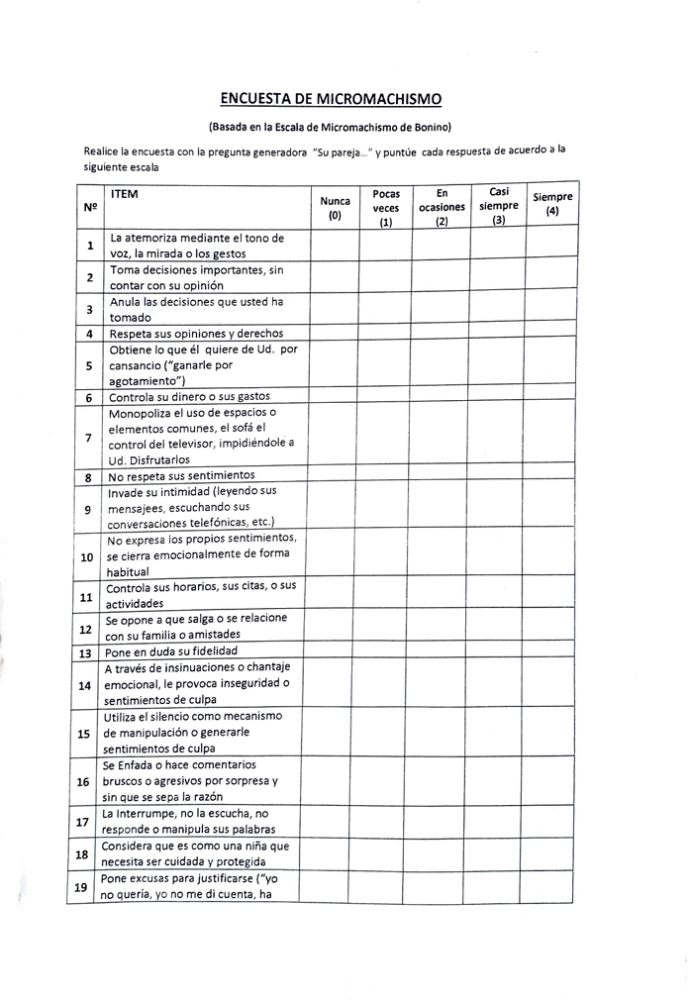 ENCUESTA DE MICROMACHISMO
(Basada en la Escala de Micromachismo de Bonino)
Realice la encuesta con la pregunta generadora "Su pareja..." y puntúe cada respuesta de acuerdo a la
siguiente escala
Nº
ITEM
Nunca
(0)
Pocas
veces
(1)
En
ocasiones
(2)
Casi
siempre
(3)
Siempre
(4)
1
La atemoriza mediante el tono de
voz, la mirada o los gestos
2
Toma decisiones importantes, sin
contar con su opinión
3
Anula las decisiones que usted ha
tomado
4 Respeta sus opiniones y derechos
5
Obtiene lo que él quiere de Ud. por
cansancio ("ganarle por
agotamiento")
6 Controla su dinero o sus gastos
7
Monopoliza el uso de espacios o
elementos comunes, el sofá el
control del televisor, impidiéndole a
Ud. Disfrutarlos
8 No respeta sus sentimientos
9
Invade su intimidad (leyendo sus
mensajees, escuchando sus
conversaciones telefónicas, etc.)
10
No expresa los propios sentimientos,
se cierra emocionalmente de forma
habitual
11
Controla sus horarios, sus citas, o sus
actividades
12
Se opone a que salga o se relacione
con su familia o amistades
13 Pone en duda su fidelidad
14
A través de insinuaciones o chantaje
emocional, le provoca inseguridad o
sentimientos de culpa
15
Utiliza el silencio como mecanismo
de manipulación o generarle
sentimientos de culpa
16
Se Enfada o hace comentarios
bruscos o agresivos por sorpresa y
sin que se sepa la razón
17
La Interrumpe, no la escucha, no
responde o manipula sus palabras
18
Considera que es como una niña que
necesita ser cuidada y protegida
19
Pone excusas para justificarse ("yo
no quería, yo no me di cuenta, ha